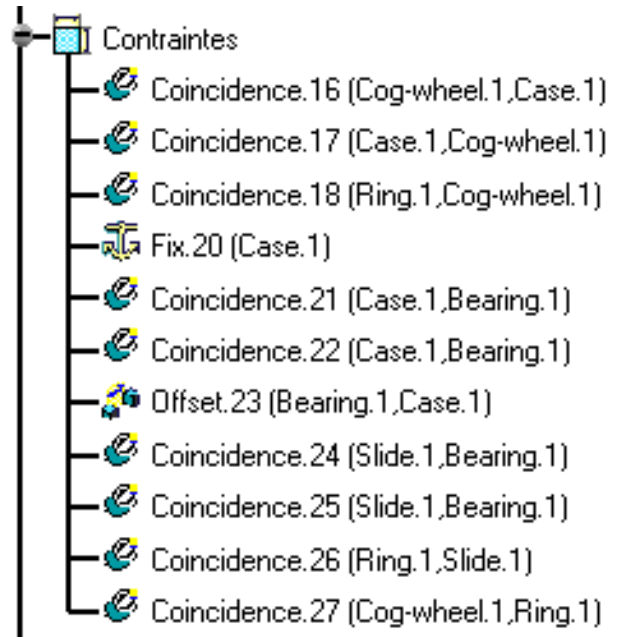 Contraintes
Coincidence.16 (Cog-wheel.1,Case.1)
Coincidence.17 (Case.1,Cog-wheel.1)
Coincidence.18 (Ring.1,Cog-wheel.1)
Fix.20 (Case.1)
Coincidence.21 (Case.1,Bearing.1)
Coincidence.22 (Case.1,Bearing.1)
Offset.23 (Bearing.1,Case.1)
Coincidence.24 (Slide.1,Bearing.1)
Coincidence.25 (Slide.1,Bearing.1)
Coincidence.26 (Ring.1,Slide.1)
Coincidence.27 (Cog-wheel.1,Ring.1)